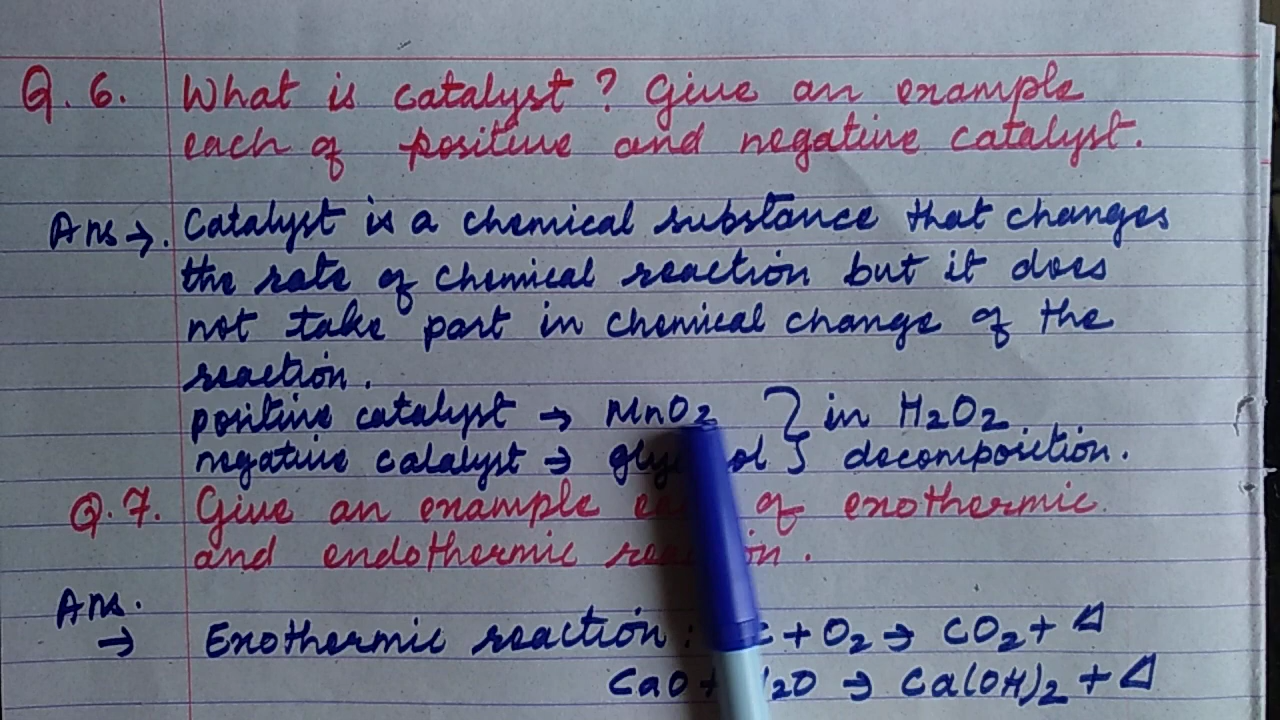 Q. 6. What is catalyst? Give an example
each of positive and negative catalyst.
Ans →. Catalyst is a chemical substance that changes
the rate of chemical reaction but it does
not take part in chemical change of the
reaction.
positive catalyst → MnO2 } in H2O2
negative catalyst → decomposition.
Q. 7. Give an example of exothermic
and endothermic
Ans.
→ Exothermic reaction: + O2 → CO2 + Δ
CaO + 2O → Ca(OH)2 + Δ